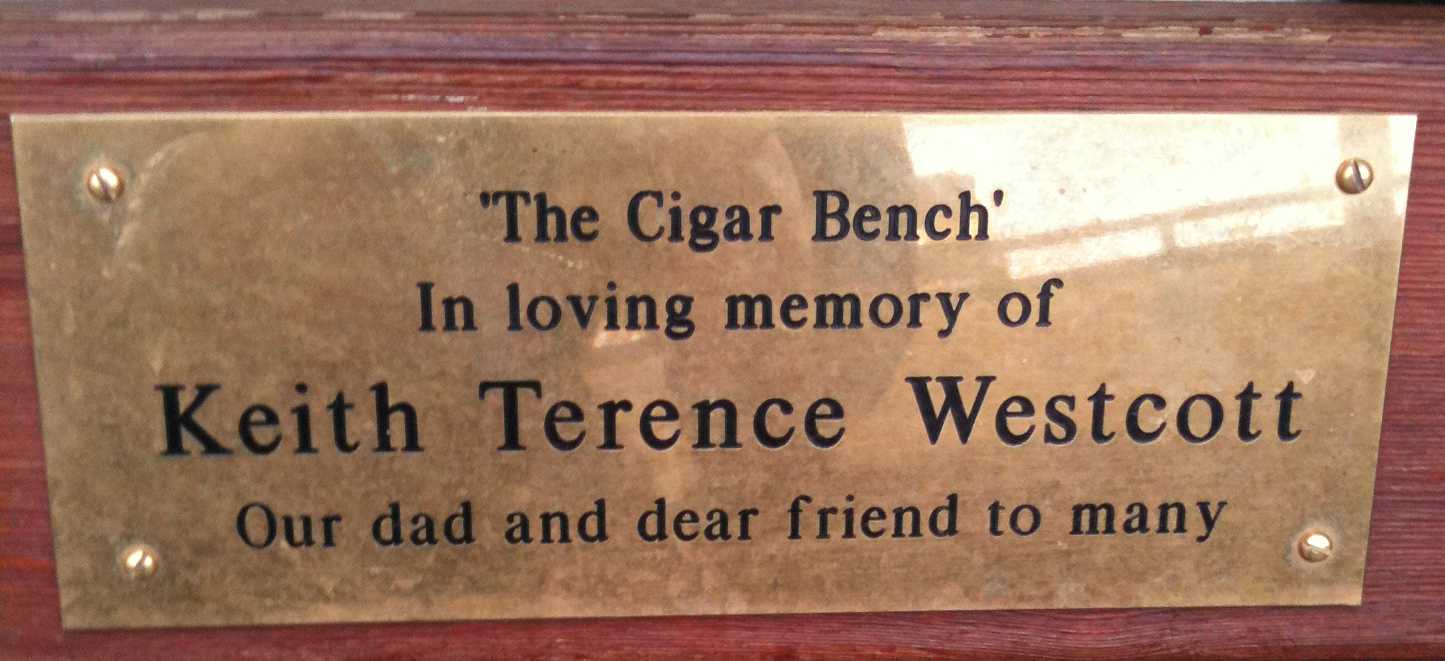 'The Cigar Bench'
In loving memory of
Keith Terence Westcott
Our dad and dear friend to many